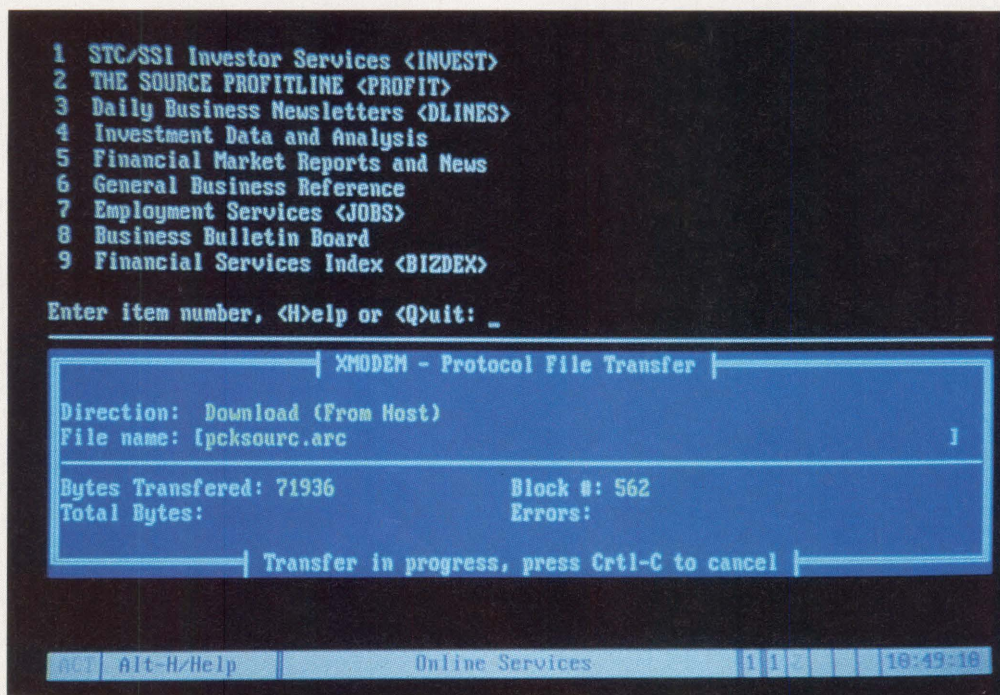 1 STC/SSI Investor Services <INVEST>
2 THE SOURCE PROFITLINE <PROFIT>
3 Daily Business Newsletters <DLINES>
4 Investment Data and Analysis
5 Financial Market Reports and News
6 General Business Reference
7 Employment Services <JOBS>
8 Business Bulletin Board
9 Financial Services Index <BIZDEX>
Enter item number, <H>elp or <Q>uit: _
XMODEM - Protocol File Transfer
Direction: Download (From Host)
File name: [pcksourc.arc ]
Bytes Transfered: 71936 Block #: 562
Total Bytes: Errors:
Transfer in progress, press Crtl-C to cancel
ACT Alt-H/Help Online Services 1 1 2 10:49:10